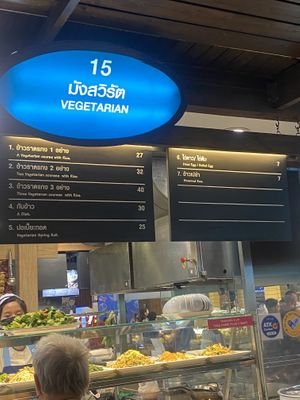 15
มังสวิรัติ
VEGETARIAN
1. ข้าวราดแกง 1 อย่าง 27
A Vegetarian course with Rice.
2. ข้าวราดแกง 2 อย่าง 32
Two Vegetarian courses with Rice.
3. ข้าวราดแกง 3 อย่าง 40
Three Vegetarian courses with Rice.
4. กับข้าว 30
A Dish.
5. ปอเปี๊ยะทอด 25
Vegetarian Spring Roll.
6. ไข่ดาว/ ไข่ต้ม 7
Fried Egg / Boiled Egg
7. ข้าวเปล่า 7
Steamed Rice